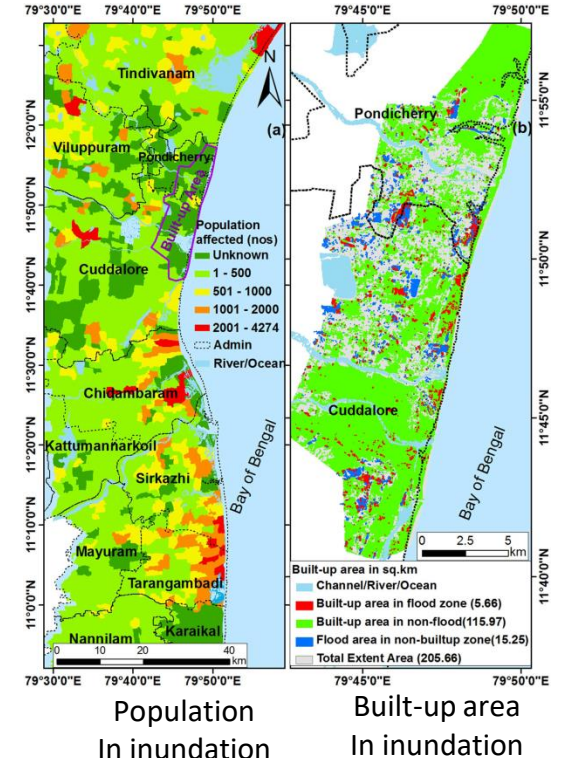 79°30'0"E 79°40'0"E 79°50'0"E
79°45'0"E 79°50'0"E
Tindivanam
N
(a)
12°0'0"N
Viluppuram
Pondicherry
Built-up Area
11°50'0"N
Population
affected (nos)
Unknown
1 - 500
501 - 1000
1001 - 2000
2001 - 4274
Admin
River/Ocean
Cuddalore
11°40'0"N
11°30'0"N
Chidambaram
Kattumannarkoil
11°20'0"N
Sirkazhi
Bay of Bengal
11°10'0"N
Mayuram
Tarangambadi
11°0'0"N
Karaikal
Nannilam
0 10 20 40
km
79°30'0"E 79°40'0"E 79°50'0"E
Pondicherry
(b)
11°55'0"N
11°50'0"N
Cuddalore
11°45'0"N
Bay of Bengal
0 2.5 5
km
11°40'0"N
Built-up area in sq.km
Channel/River/Ocean
Built-up area in flood zone (5.66)
Built-up area in non-flood(115.97)
Flood area in non-builtup zone(15.25)
Total Extent Area (205.66)
79°45'0"E 79°50'0"E
Population
In inundation
Built-up area
In inundation